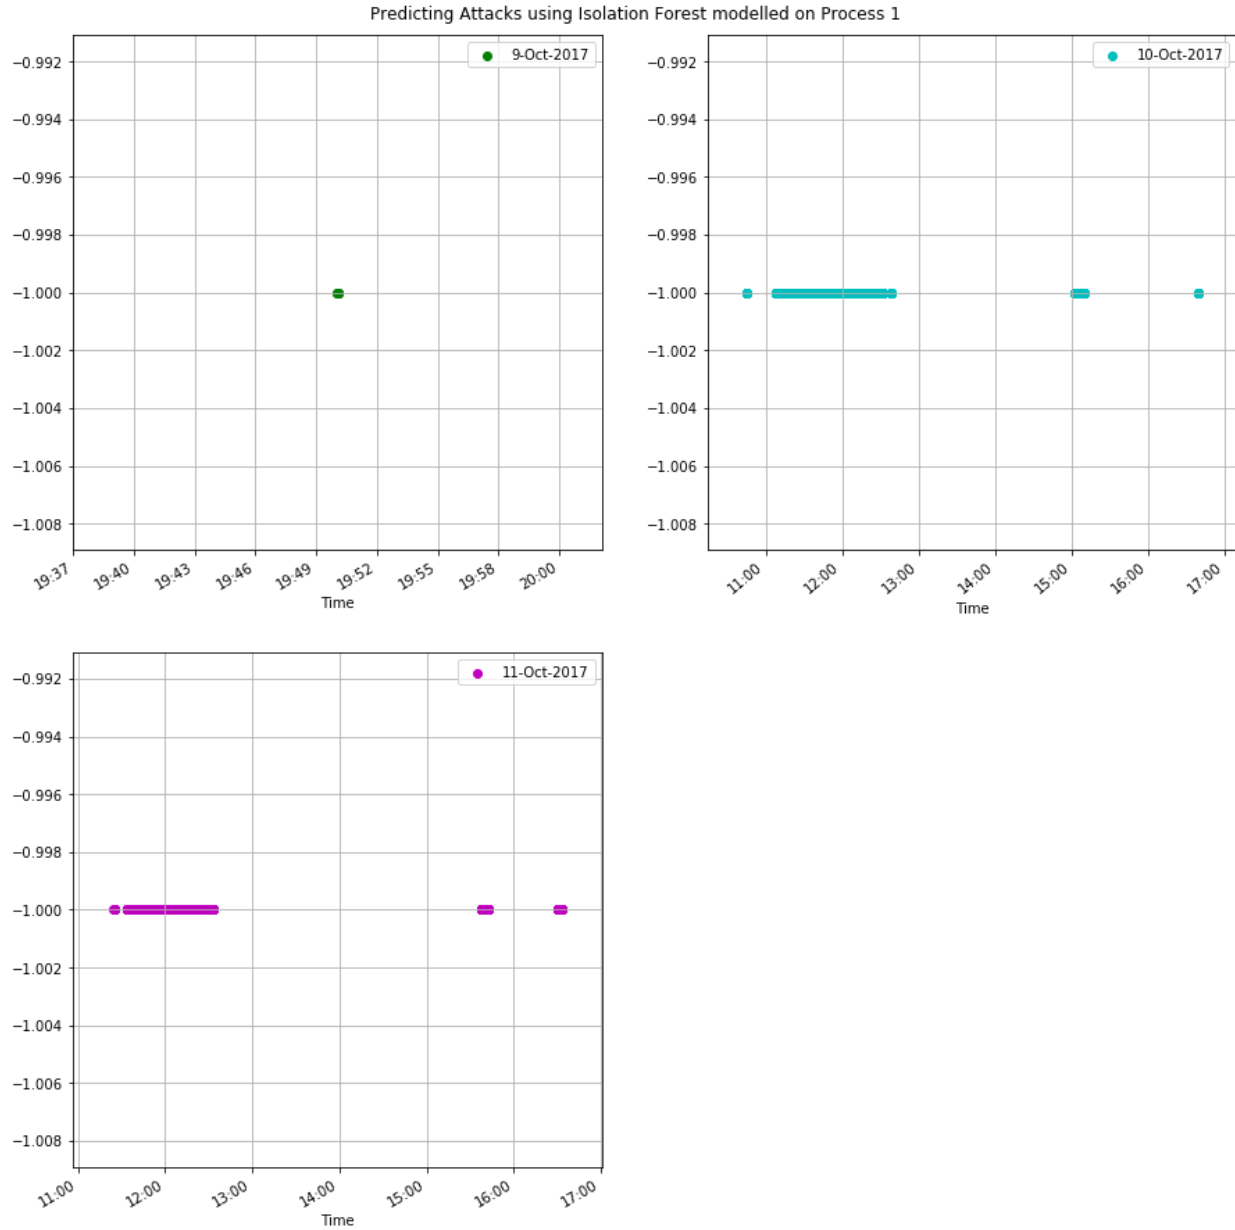 Predicting Attacks using Isolation Forest modelled on Process 1
9-Oct-2017
−0.992
−0.994
−0.996
−0.998
−1.000
−1.002
−1.004
−1.006
−1.008
19:37 19:40 19:43 19:46 19:49 19:52 19:55 19:58 20:00
Time
10-Oct-2017
−0.992
−0.994
−0.996
−0.998
−1.000
−1.002
−1.004
−1.006
−1.008
11:00 12:00 13:00 14:00 15:00 16:00 17:00
Time
11-Oct-2017
−0.992
−0.994
−0.996
−0.998
−1.000
−1.002
−1.004
−1.006
−1.008
11:00 12:00 13:00 14:00 15:00 16:00 17:00
Time